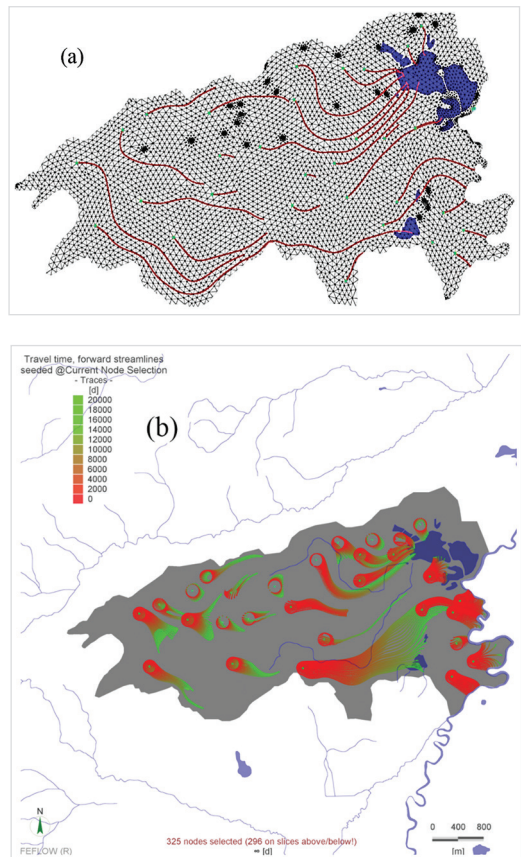 (a)
Travel time, forward streamlines
seeded @Current Node Selection
- Traces -
[d]
20000
18000
16000
14000
12000
10000
8000
6000
4000
2000
0
(b)
N
FEFLOW (R)
325 nodes selected (296 on slices above/below!)
[d]
0 400 800
[m]